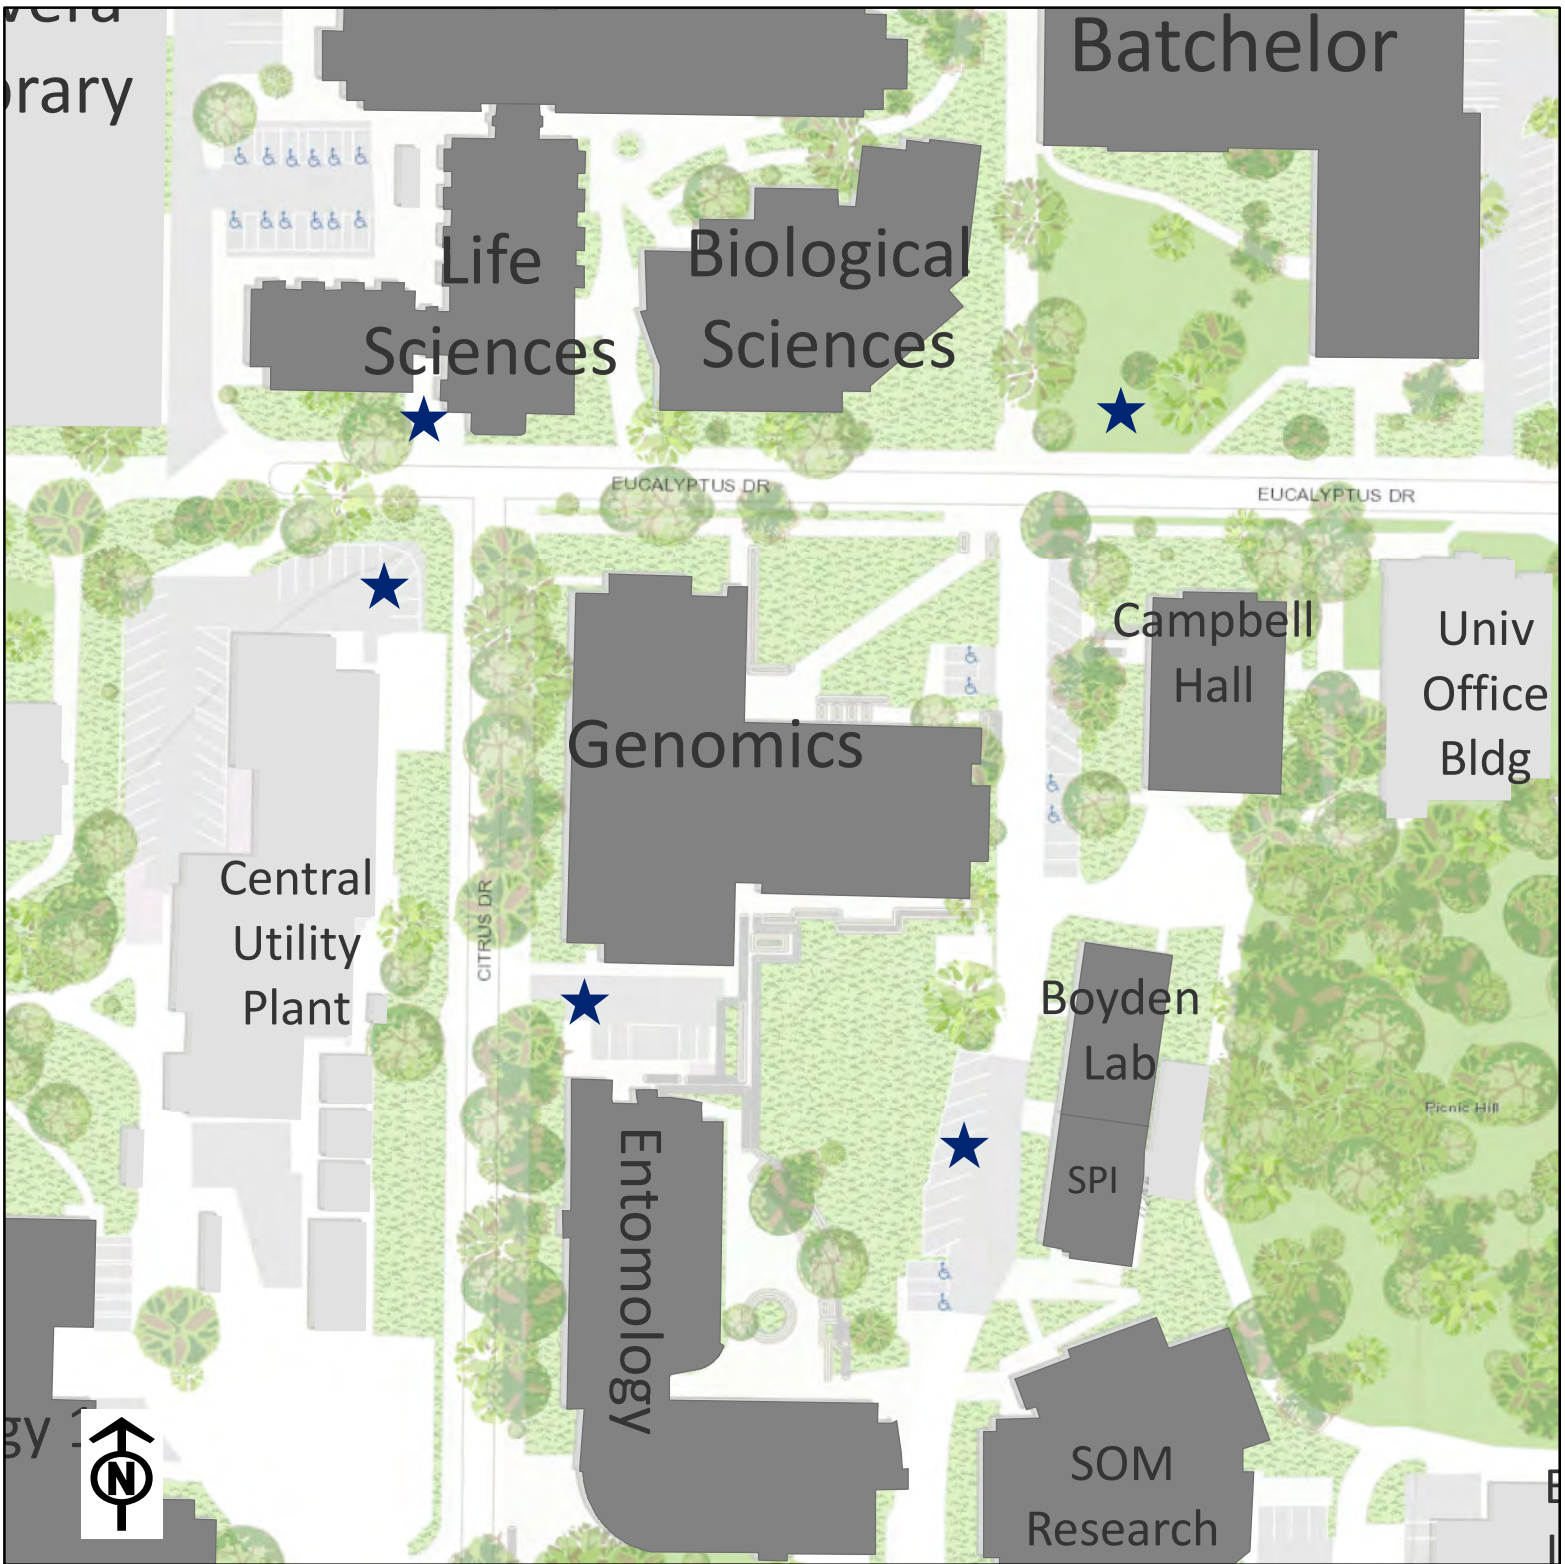 Batchelor
Life
Sciences
Biological
Sciences
EUCALYPTUS DR
EUCALYPTUS DR
Campbell
Hall
Univ
Office
Bldg
Genomics
Central
Utility
Plant
CITRUS DR
Boyden
Lab
SPI
Picnic Hill
Entomology
SOM
Research
N